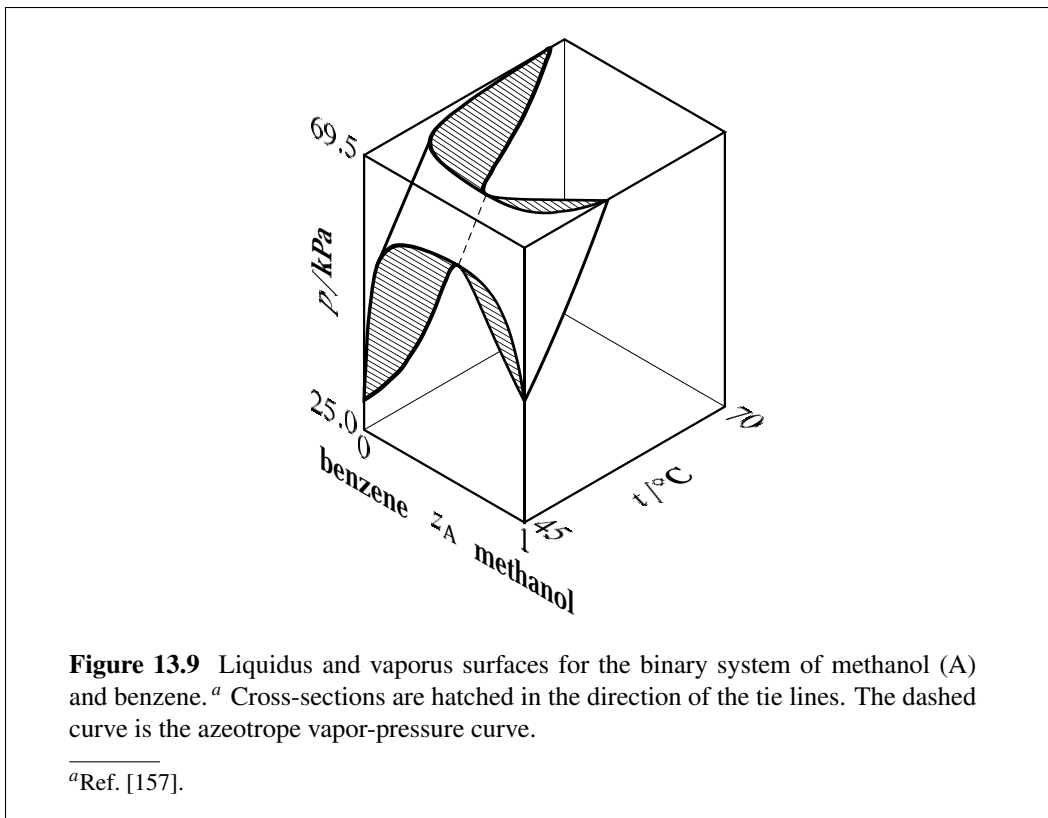 69.5
p/kPa
25.0
0
benzene zA methanol
1
45
t/°C
70
Figure 13.9 Liquidus and vaporus surfaces for the binary system of methanol (A)
and benzene. a Cross-sections are hatched in the direction of the tie lines. The dashed
curve is the azeotrope vapor-pressure curve.
aRef. [157].